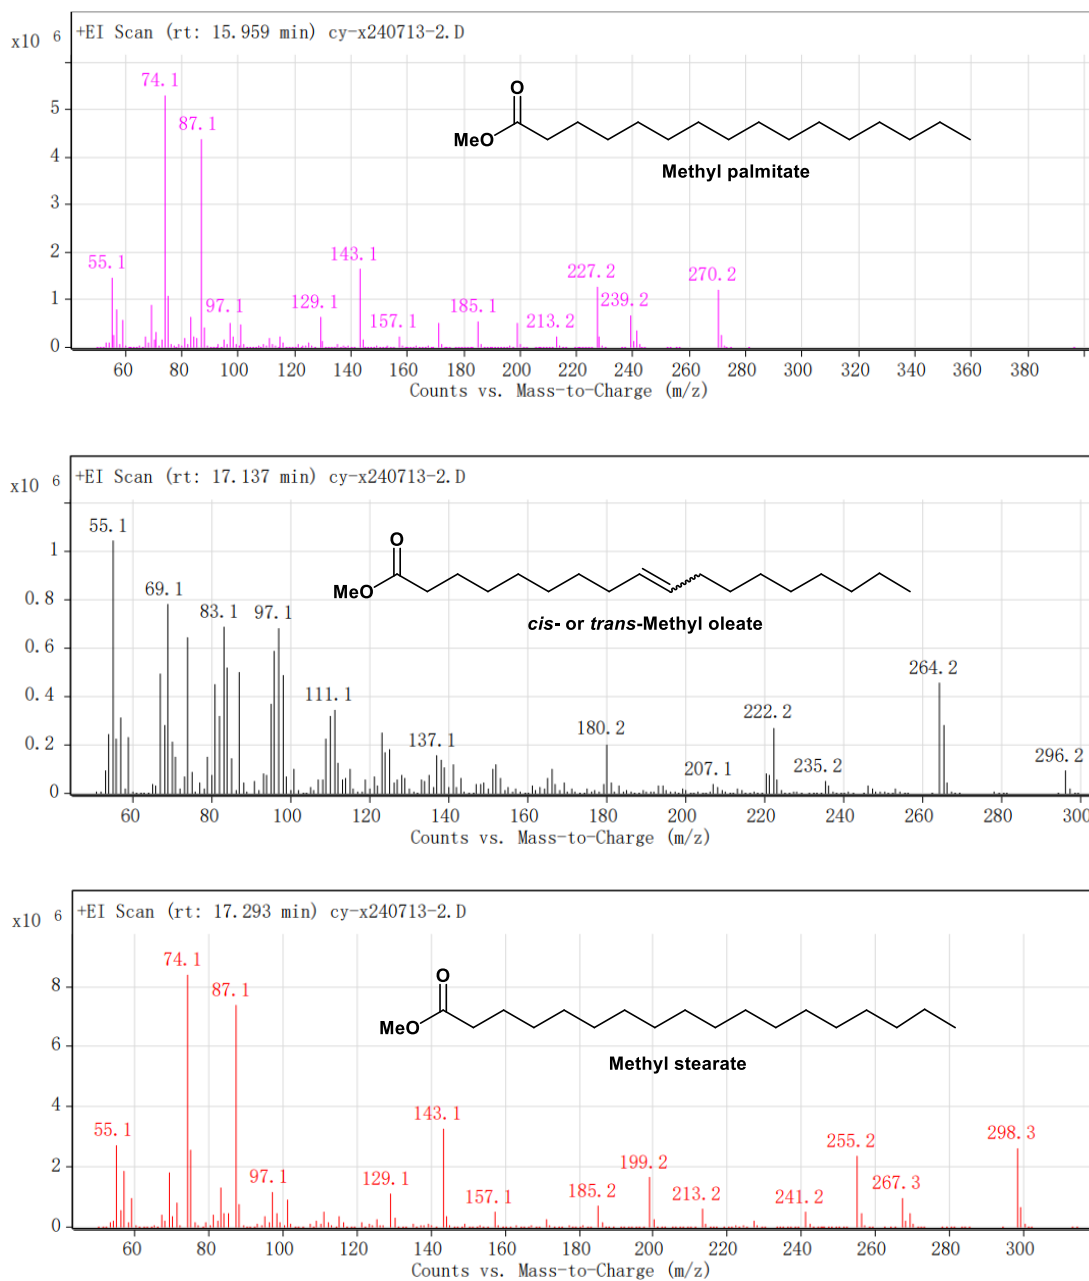 +EI Scan (rt: 15.959 min) cy-x240713-2.D
x10 6
74.1
O
5
87.1
MeO
4
Methyl palmitate
3
143.1
2
55.1
227.2
270.2
97.1
129.1
239.2
1
157.1
185.1
213.2
0
60 80 100 120 140 160 180 200 220 240 260 280 300 320 340 360 380
Counts vs. Mass-to-Charge (m/z)
+EI Scan (rt: 17.137 min) cy-x240713-2.D
x10 6
55.1
O
1
69.1
MeO
0.8
83.1 97.1
cis- or trans-Methyl oleate
0.6
264.2
0.4
111.1
222.2
180.2
0.2
137.1
207.1
235.2
296.2
0
60 80 100 120 140 160 180 200 220 240 260 280 300
Counts vs. Mass-to-Charge (m/z)
+EI Scan (rt: 17.293 min) cy-x240713-2.D
x10 6
74.1
O
8
87.1
MeO
6
Methyl stearate
4
143.1
55.1
298.3
255.2
199.2
2
97.1
129.1
267.3
157.1
185.2
213.2
241.2
0
60 80 100 120 140 160 180 200 220 240 260 280 300
Counts vs. Mass-to-Charge (m/z)